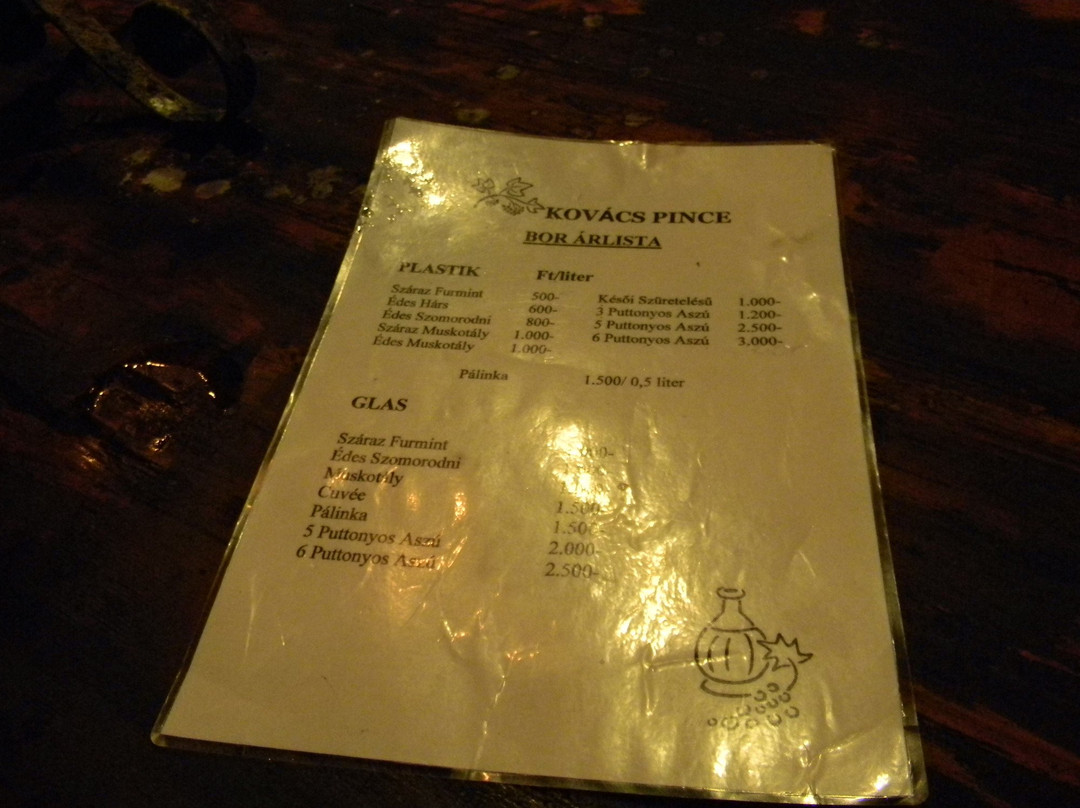 KOVÁCS PINCE
BOR ÁRLISTA
PLASTIK Ft/liter
Száraz Furmint 500-
Édes Hárs 600-
Édes Szomorodni 800-
Száraz Muskotály 1.000-
Édes Muskotály 1.000-
Késői Szüretelésű 1.000-
3 Puttonyos Aszú 1.200-
5 Puttonyos Aszú 2.500-
6 Puttonyos Aszú 3.000-
Pálinka 1.500/ 0,5 liter
GLAS
Száraz Furmint
Édes Szomorodni
Muskotály
Cuvée 1.500
Pálinka 1.500
5 Puttonyos Aszú 2.000-
6 Puttonyos Aszú 2.500-